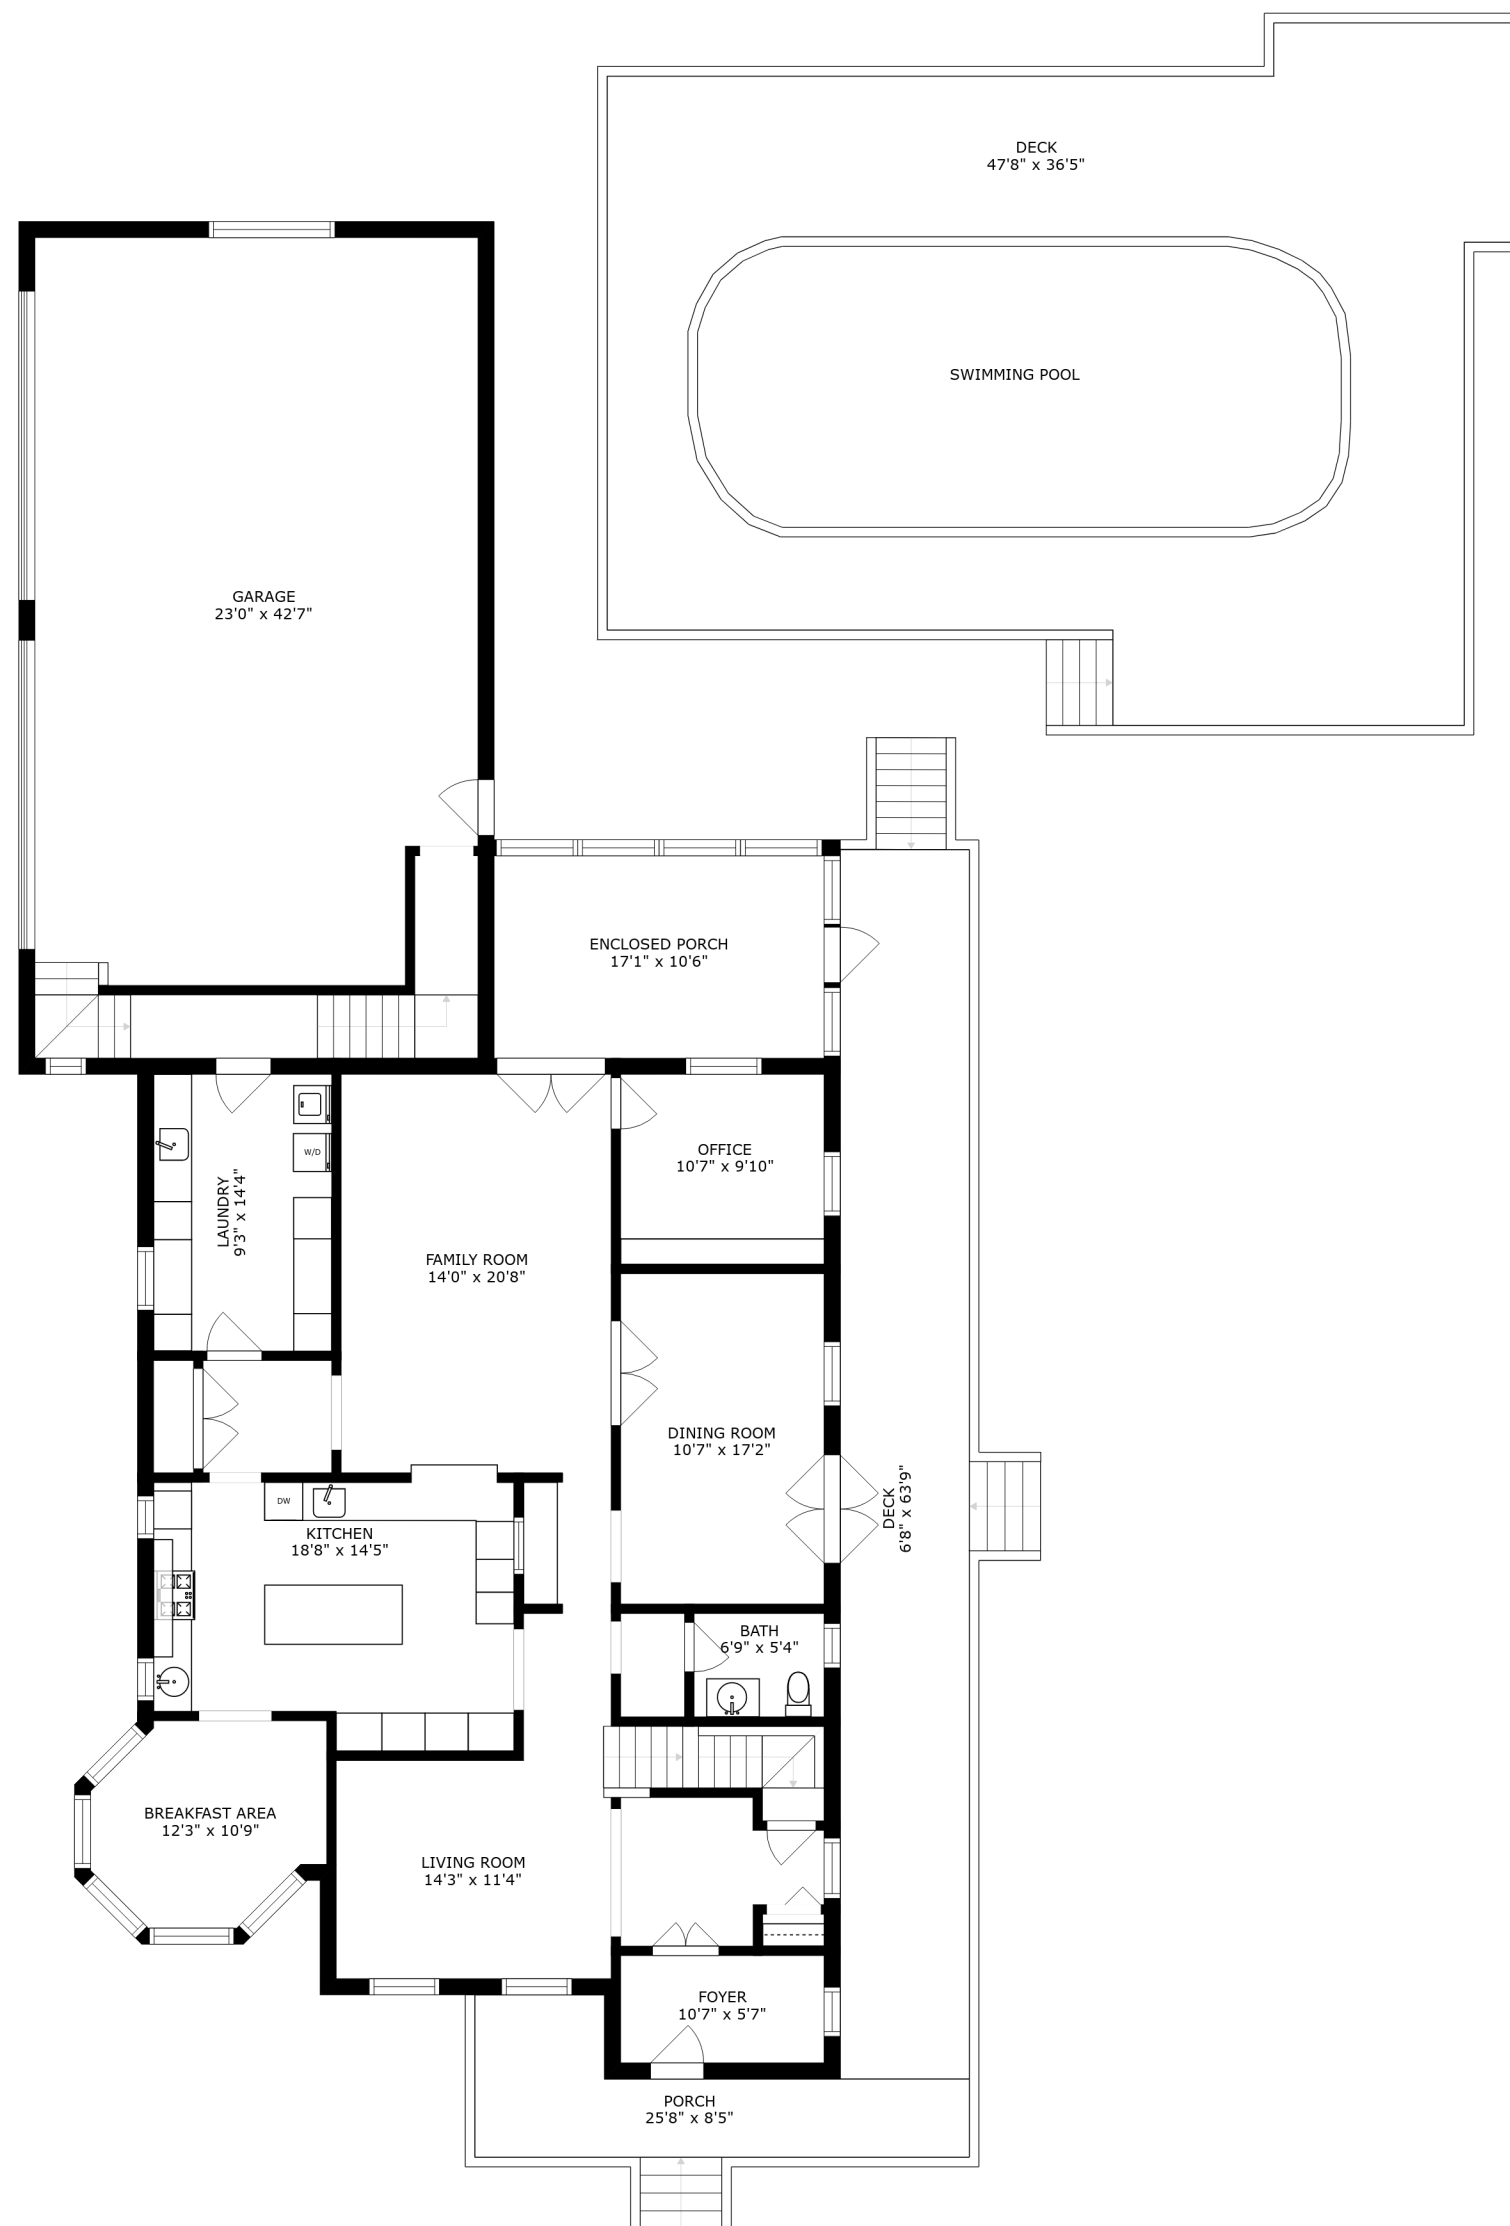 DECK
47'8" x 36'5"
SWIMMING POOL
GARAGE
23'0" x 42'7"
ENCLOSED PORCH
17'1" x 10'6"
OFFICE
10'7" x 9'10"
W/D
LAUNDRY
9'3" x 14'4"
FAMILY ROOM
14'0" x 20'8"
DINING ROOM
10'7" x 17'2"
DECK
6'8" x 63'9"
DW
KITCHEN
18'8" x 14'5"
BATH
6'9" x 5'4"
BREAKFAST AREA
12'3" x 10'9"
LIVING ROOM
14'3" x 11'4"
FOYER
10'7" x 5'7"
PORCH
25'8" x 8'5"